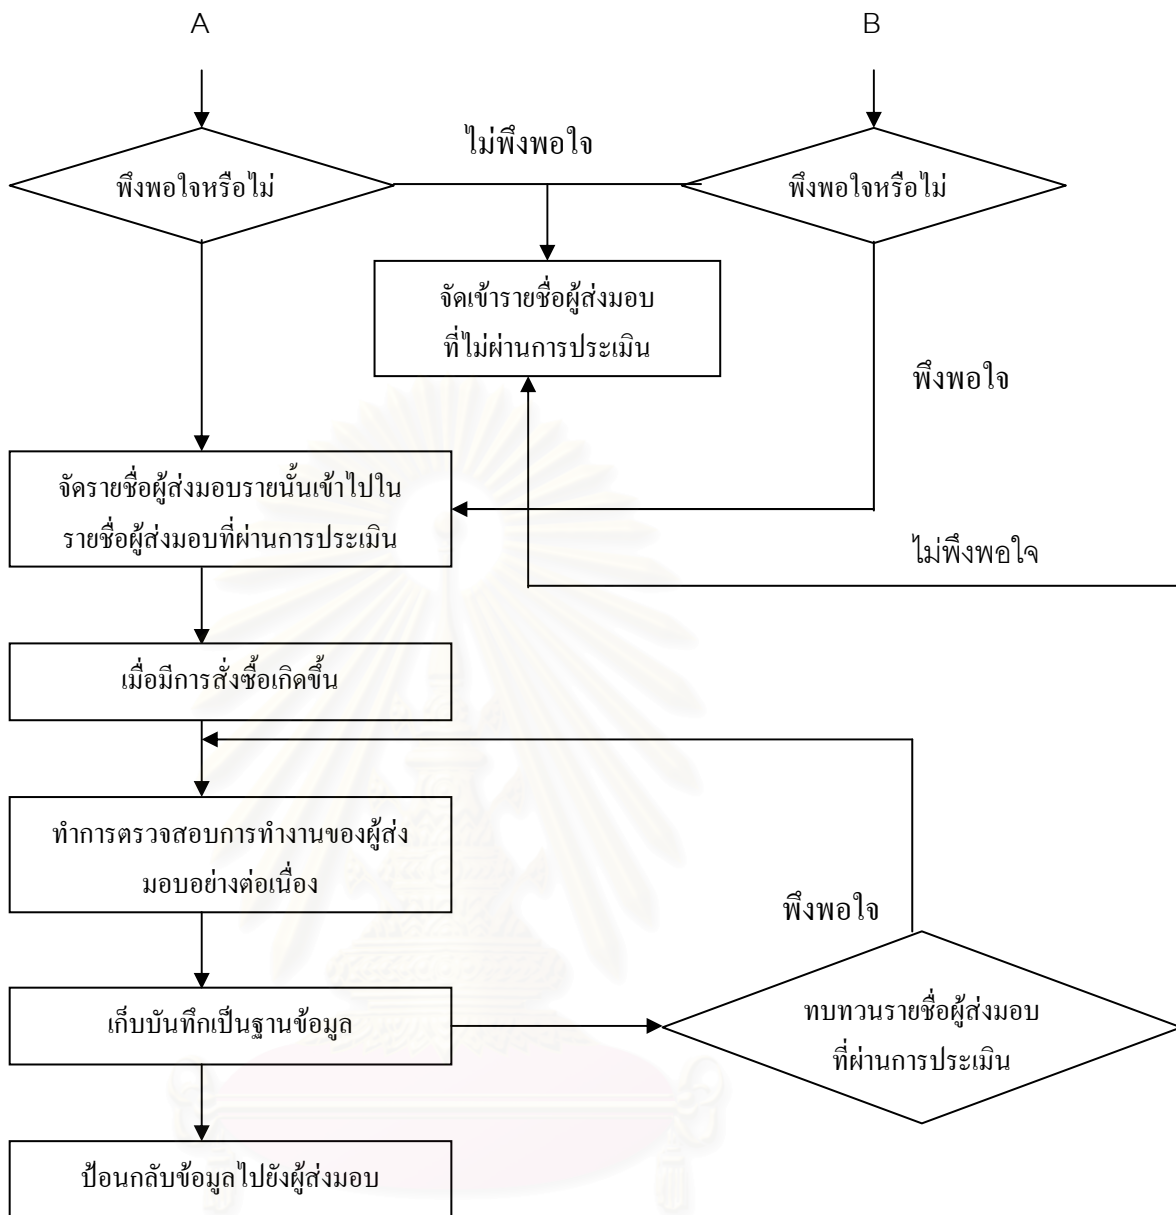 A
B
ไม่พึงพอใจ
พึงพอใจหรือไม่
พึงพอใจหรือไม่
จัดเข้ารายชื่อผู้ส่งมอบ
ที่ไม่ผ่านการประเมิน
พึงพอใจ
จัดรายชื่อผู้ส่งมอบรายนั้นเข้าไปใน
รายชื่อผู้ส่งมอบที่ผ่านการประเมิน
ไม่พึงพอใจ
เมื่อมีการสั่งซื้อเกิดขึ้น
ทำการตรวจสอบการทำงานของผู้ส่ง
มอบอย่างต่อเนื่อง
พึงพอใจ
เก็บบันทึกเป็นฐานข้อมูล
ทบทวนรายชื่อผู้ส่งมอบ
ที่ผ่านการประเมิน
ป้อนกลับข้อมูลไปยังผู้ส่งมอบ